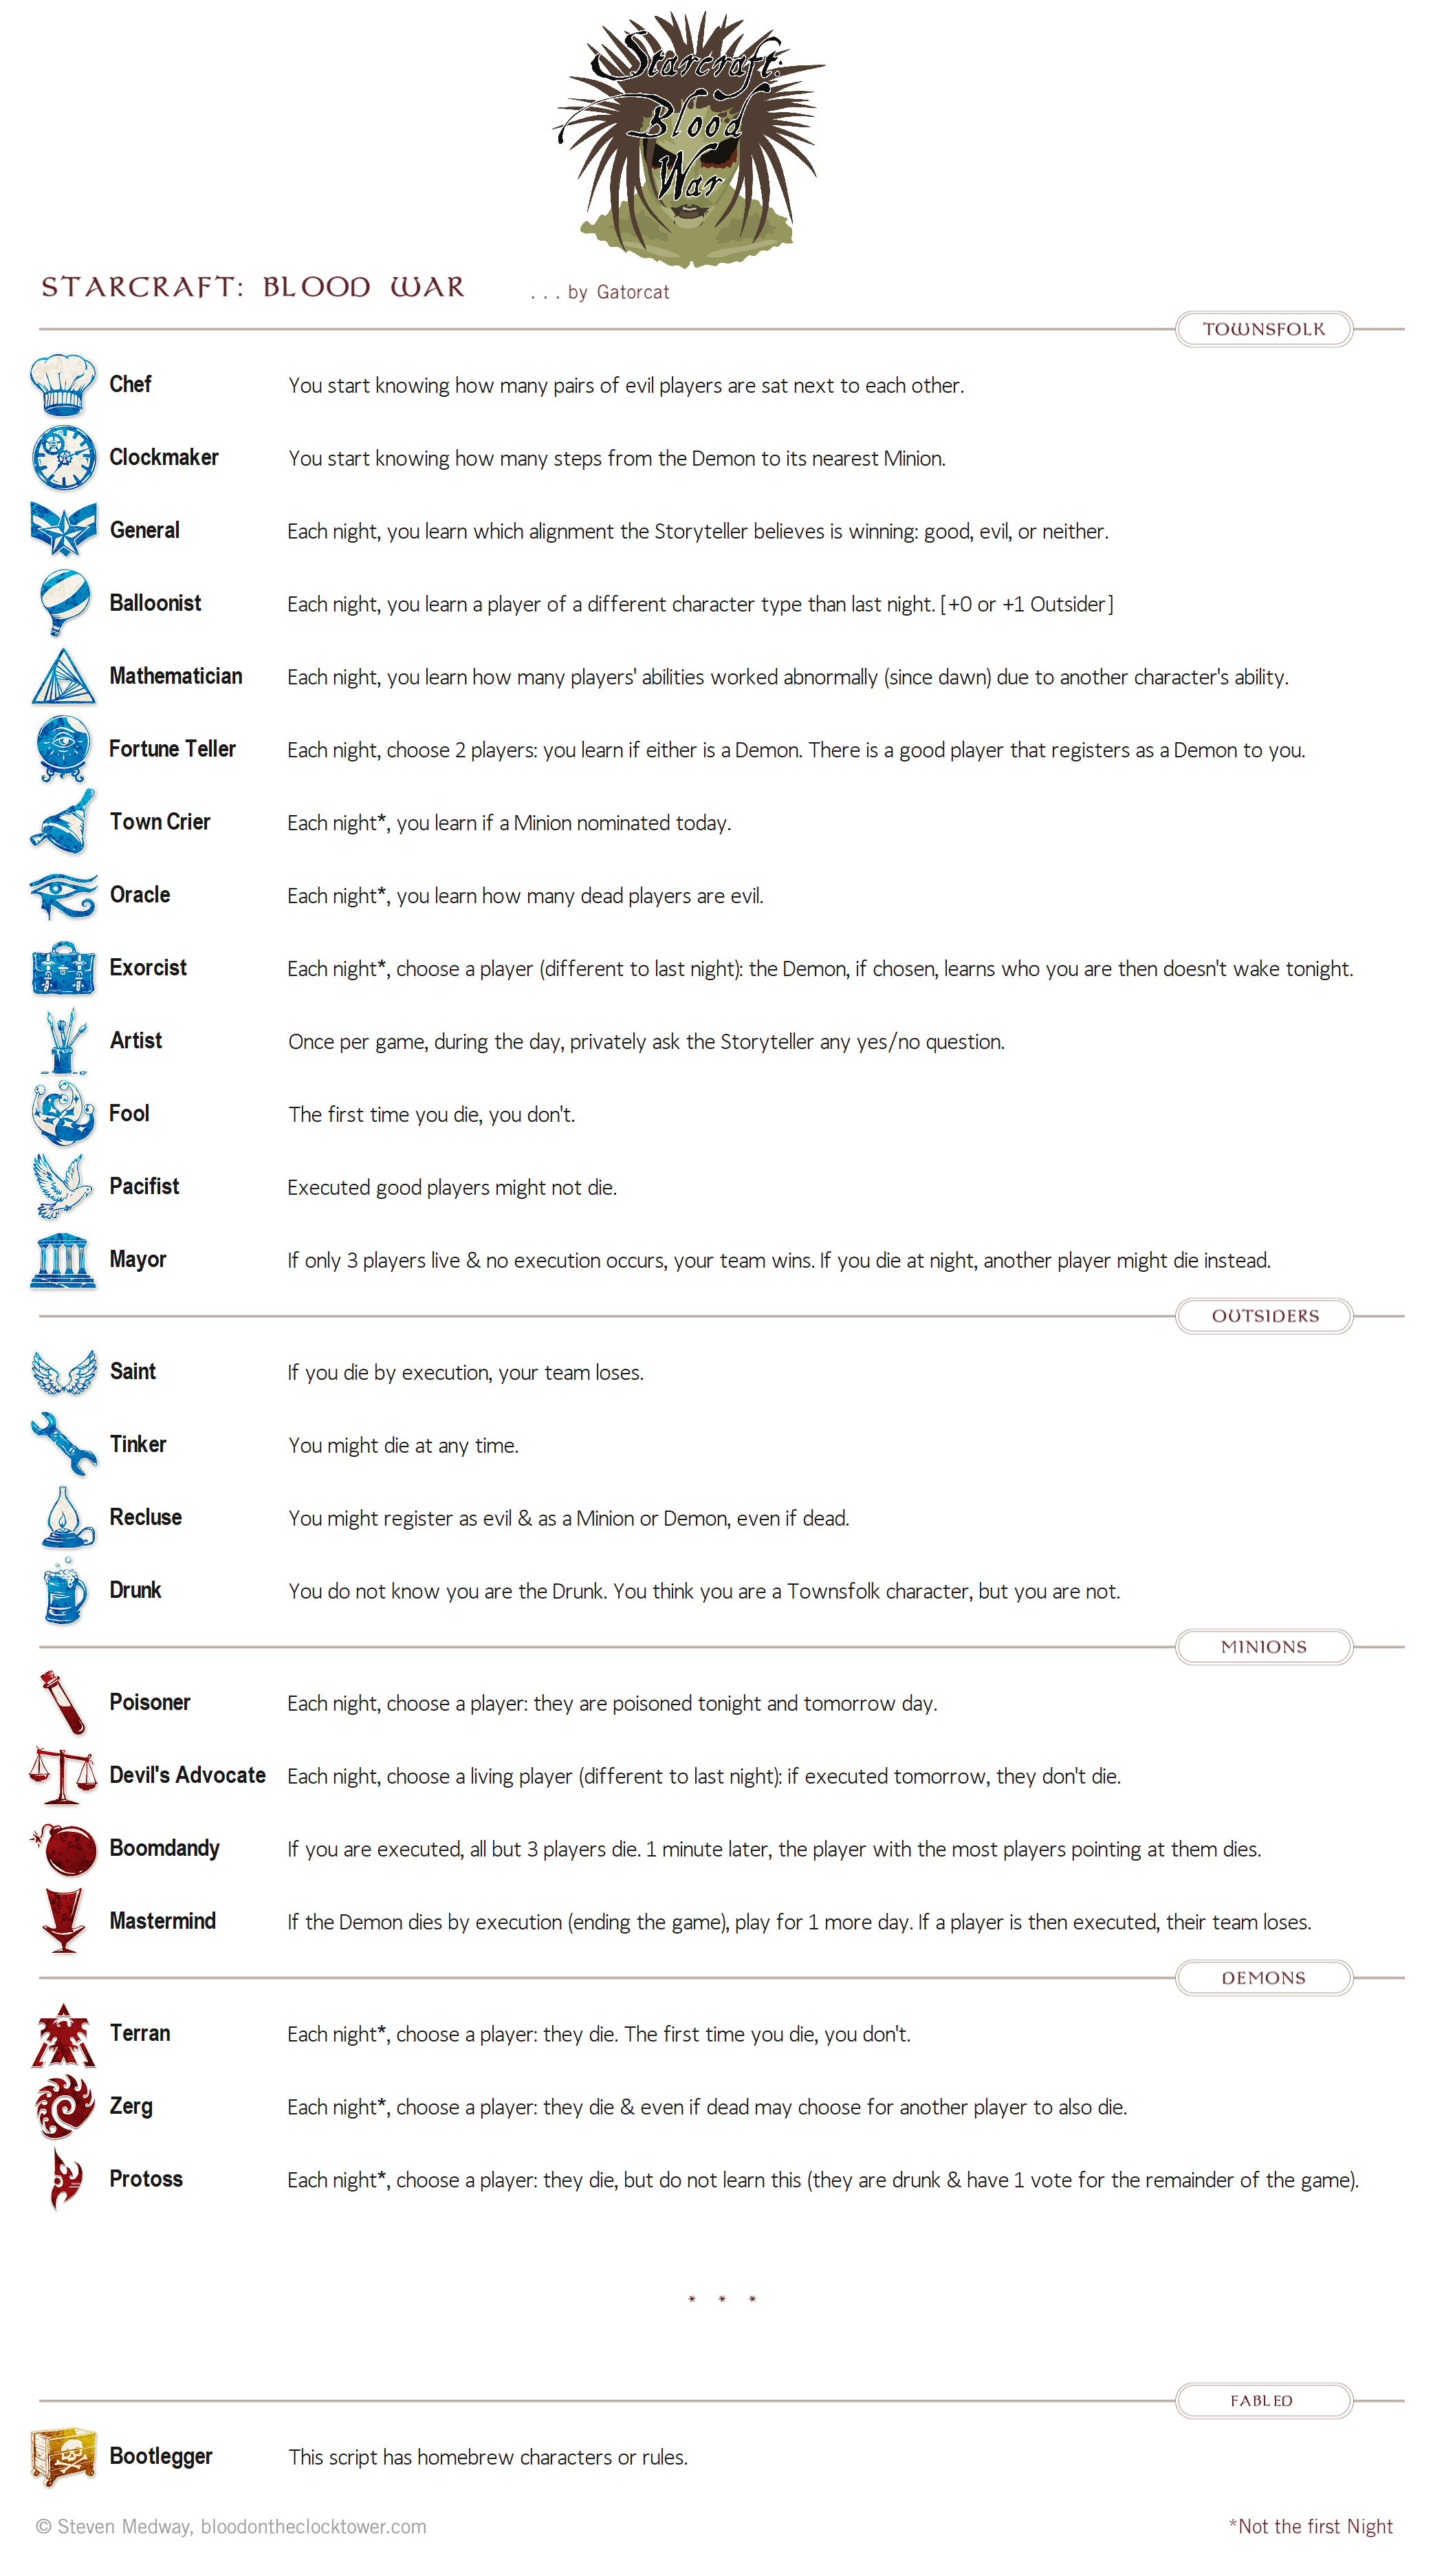 Starcraft:
Blood
War
STARCRAFT: BLOOD WAR . . . by Gatorcat
TOWNSFOLK
Chef You start knowing how many pairs of evil players are sat next to each other.
Clockmaker You start knowing how many steps from the Demon to its nearest Minion.
General Each night, you learn which alignment the Storyteller believes is winning: good, evil, or neither.
Balloonist Each night, you learn a player of a different character type than last night. [+0 or +1 Outsider]
Mathematician Each night, you learn how many players' abilities worked abnormally (since dawn) due to another character's ability.
Fortune Teller Each night, choose 2 players: you learn if either is a Demon. There is a good player that registers as a Demon to you.
Town Crier Each night*, you learn if a Minion nominated today.
Oracle Each night*, you learn how many dead players are evil.
Exorcist Each night*, choose a player (different to last night): the Demon, if chosen, learns who you are then doesn't wake tonight.
Artist Once per game, during the day, privately ask the Storyteller any yes/no question.
Fool The first time you die, you don't.
Pacifist Executed good players might not die.
Mayor If only 3 players live & no execution occurs, your team wins. If you die at night, another player might die instead.
OUTSIDERS
Saint If you die by execution, your team loses.
Tinker You might die at any time.
Recluse You might register as evil & as a Minion or Demon, even if dead.
Drunk You do not know you are the Drunk. You think you are a Townsfolk character, but you are not.
MINIONS
Poisoner Each night, choose a player: they are poisoned tonight and tomorrow day.
Devil's Advocate Each night, choose a living player (different to last night): if executed tomorrow, they don't die.
Boomdandy If you are executed, all but 3 players die. 1 minute later, the player with the most players pointing at them dies.
Mastermind If the Demon dies by execution (ending the game), play for 1 more day. If a player is then executed, their team loses.
DEMONS
Terran Each night*, choose a player: they die. The first time you die, you don't.
Zerg Each night*, choose a player: they die & even if dead may choose for another player to also die.
Protoss Each night*, choose a player: they die, but do not learn this (they are drunk & have 1 vote for the remainder of the game).
* * *
FABLED
Bootlegger This script has homebrew characters or rules.
© Steven Medway, bloodontheclocktower.com *Not the first Night